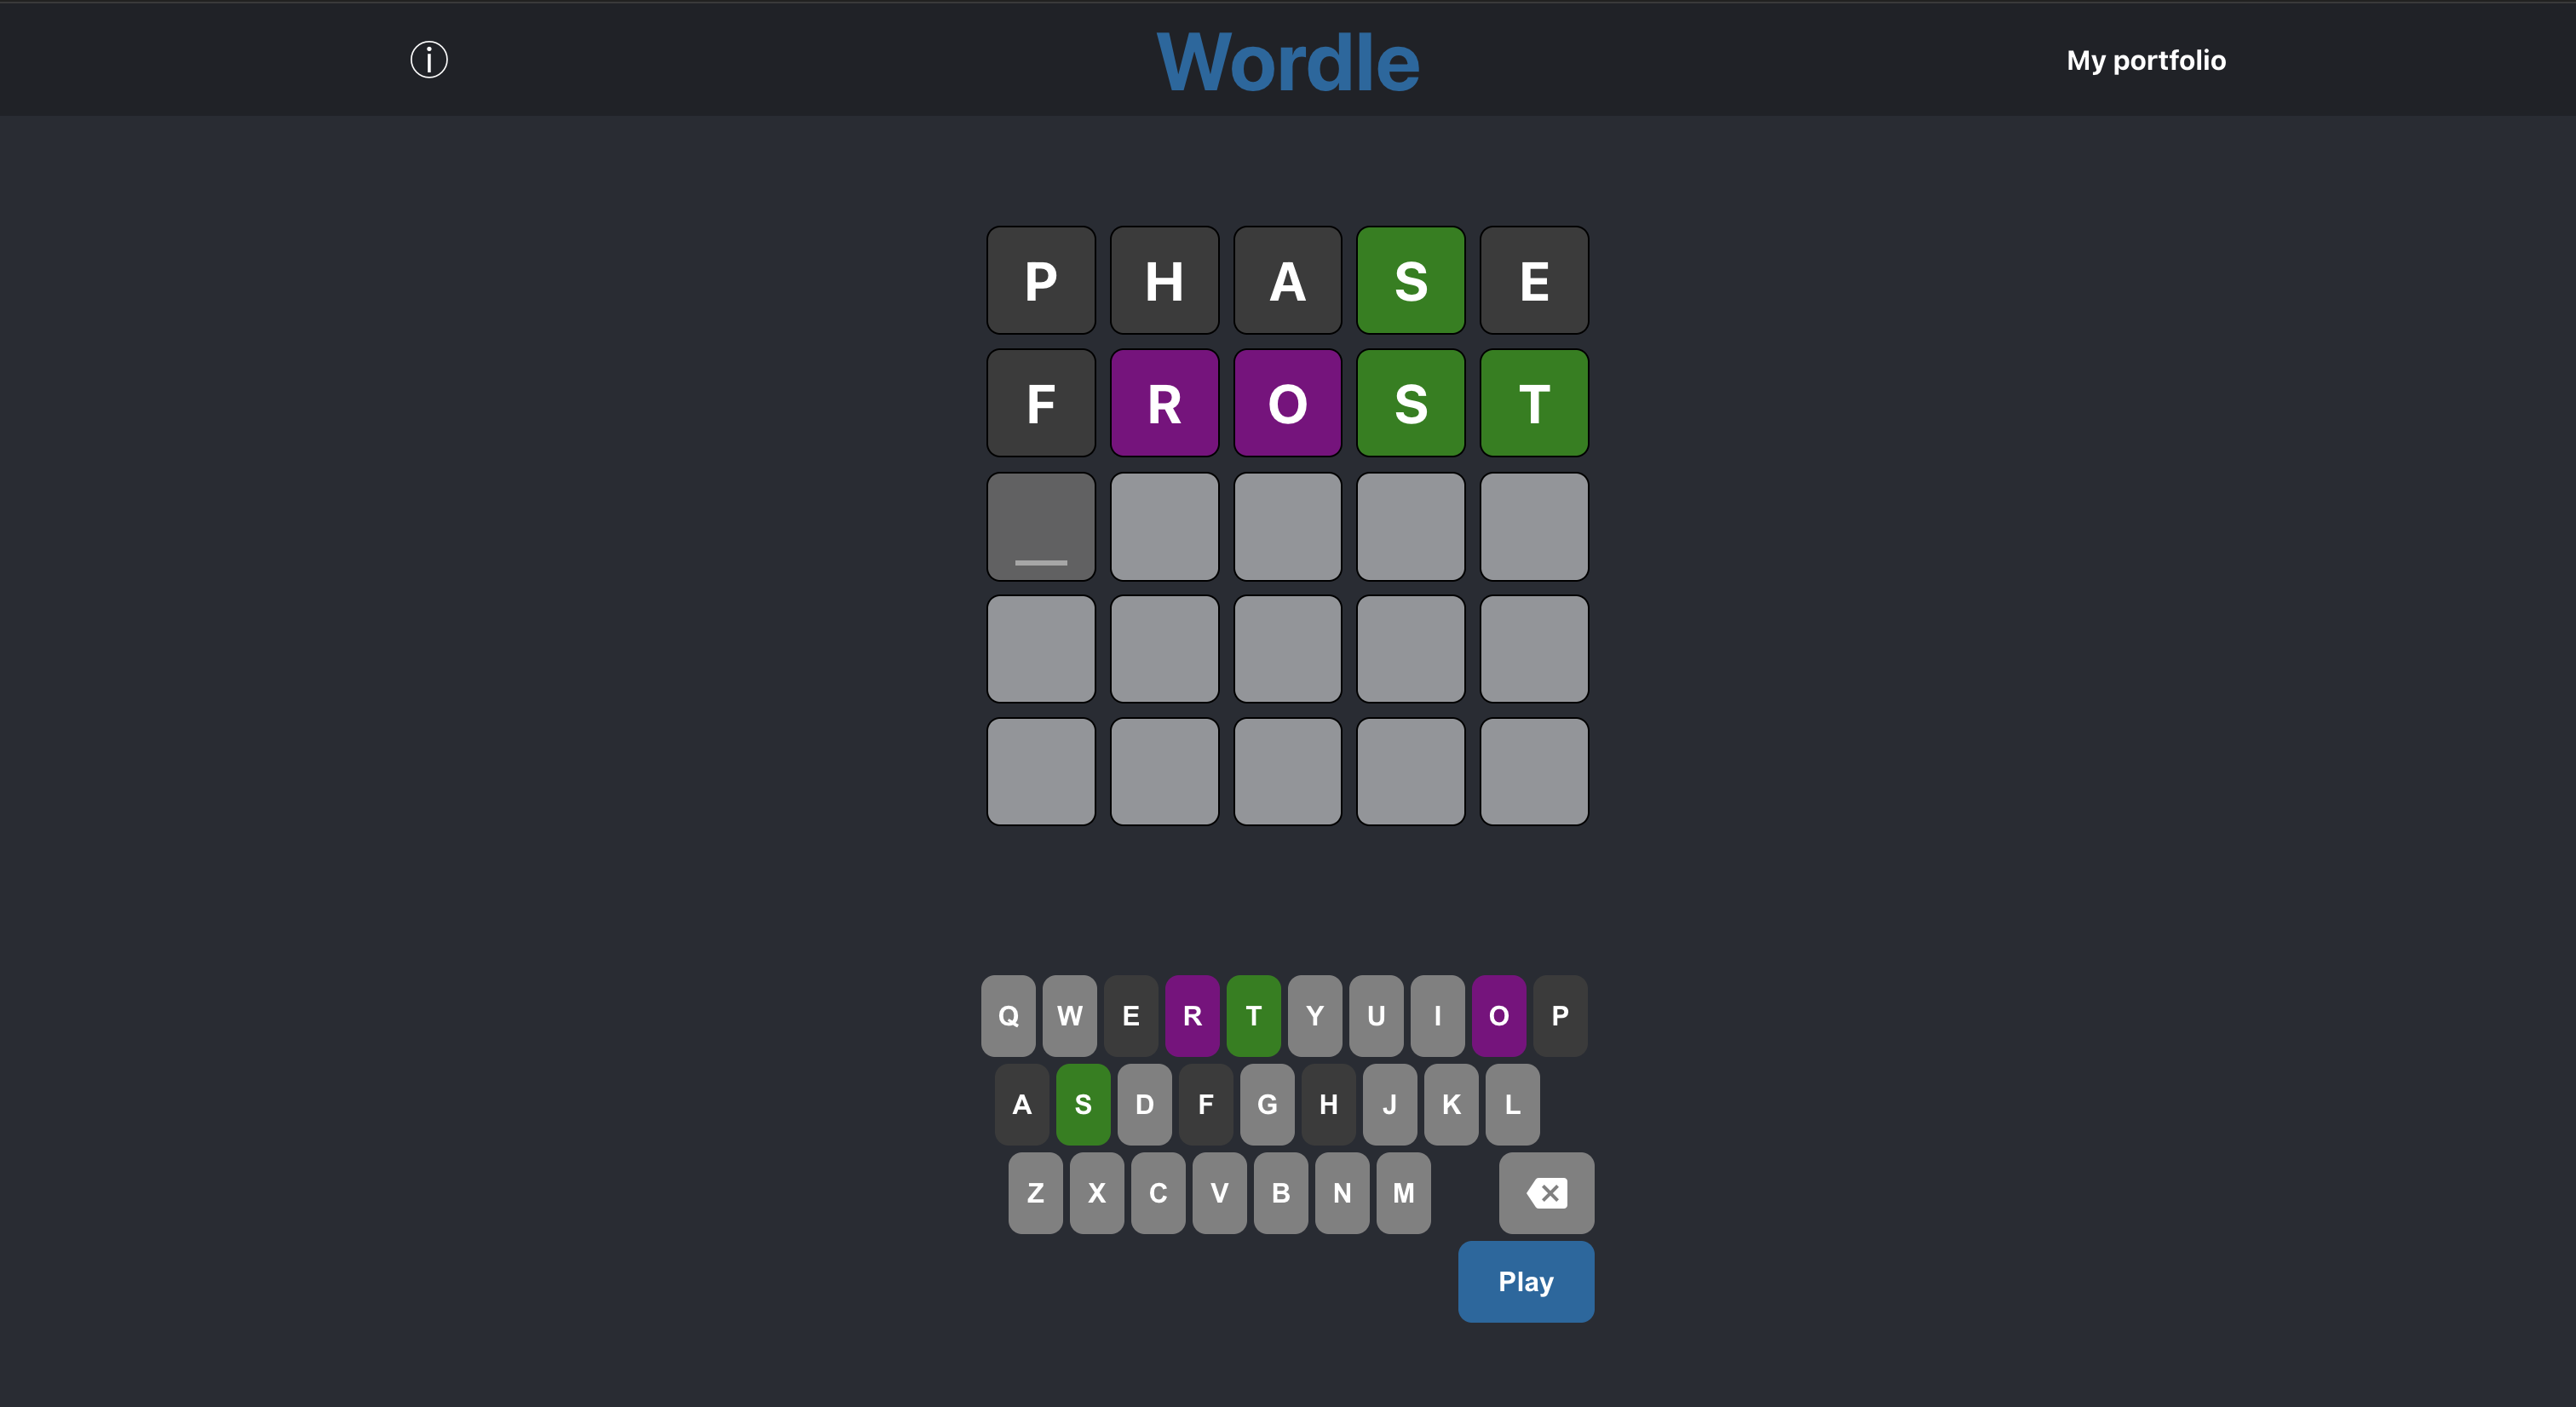 ⓘ Wordle My portfolio
P H A S E
F R O S T
Q W E R T Y U I O P
A S D F G H J K L
Z X C V B N M
Play